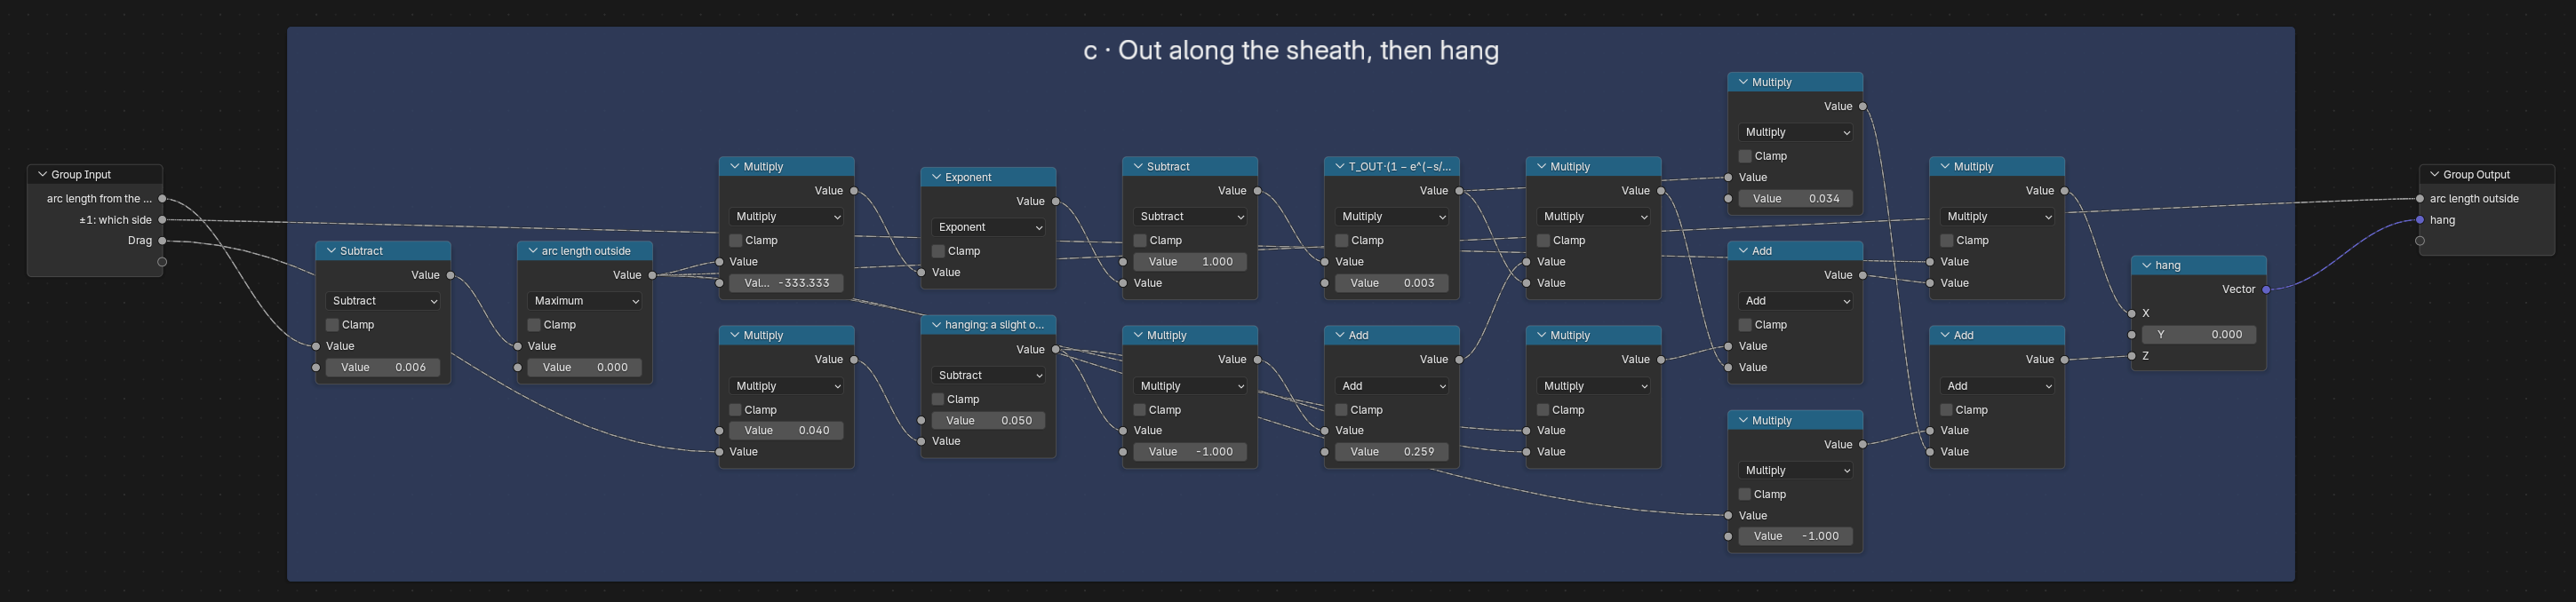 c · Out along the sheath, then hang
Group Input
arc length from the ...
±1: which side
Drag
Subtract
Value
Subtract
Clamp
Value
Value 0.006
arc length outside
Value
Maximum
Clamp
Value
Value 0.000
Multiply
Value
Multiply
Clamp
Value
Val... -333.333
Multiply
Value
Multiply
Clamp
Value 0.040
Value
Exponent
Value
Exponent
Clamp
Value
hanging: a slight o...
Value
Subtract
Clamp
Value 0.050
Value
Subtract
Value
Subtract
Clamp
Value 1.000
Value
Multiply
Value
Multiply
Clamp
Value
Value -1.000
T_OUT·(1 − e^(−s/...
Value
Multiply
Clamp
Value
Value 0.003
Add
Value
Add
Clamp
Value
Value 0.259
Multiply
Value
Multiply
Clamp
Value
Value
Multiply
Value
Multiply
Clamp
Value
Value
Multiply
Value
Multiply
Clamp
Value
Value 0.034
Add
Value
Add
Clamp
Value
Value
Multiply
Value
Multiply
Clamp
Value
Value -1.000
Multiply
Value
Multiply
Clamp
Value
Value
Add
Value
Add
Clamp
Value
Value
hang
Vector
X
Y 0.000
Z
Group Output
arc length outside
hang